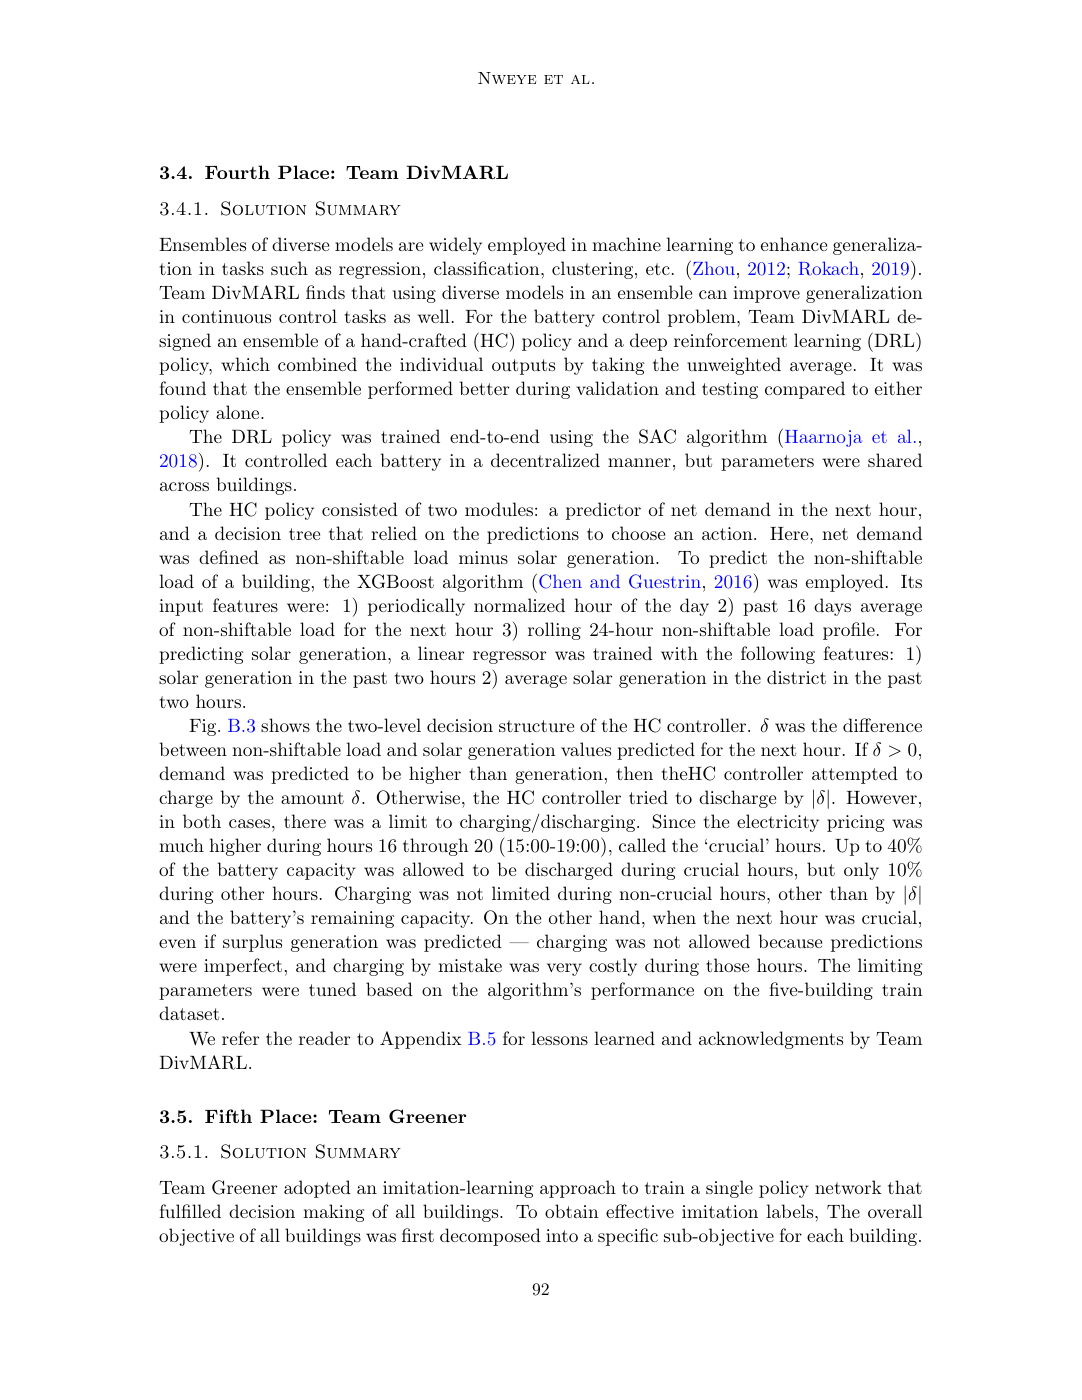 Nweye et al.
3.4. Fourth Place: Team DivMARL
3.4.1. Solution Summary
Ensembles of diverse models are widely employed in machine learning to enhance generaliza-
tion in tasks such as regression, classification, clustering, etc. (Zhou, 2012; Rokach, 2019).
Team DivMARL finds that using diverse models in an ensemble can improve generalization
in continuous control tasks as well. For the battery control problem, Team DivMARL de-
signed an ensemble of a hand-crafted (HC) policy and a deep reinforcement learning (DRL)
policy, which combined the individual outputs by taking the unweighted average. It was
found that the ensemble performed better during validation and testing compared to either
policy alone.
The DRL policy was trained end-to-end using the SAC algorithm (Haarnoja et al.,
2018). It controlled each battery in a decentralized manner, but parameters were shared
across buildings.
The HC policy consisted of two modules: a predictor of net demand in the next hour,
and a decision tree that relied on the predictions to choose an action. Here, net demand
was defined as non-shiftable load minus solar generation. To predict the non-shiftable
load of a building, the XGBoost algorithm (Chen and Guestrin, 2016) was employed. Its
input features were: 1) periodically normalized hour of the day 2) past 16 days average
of non-shiftable load for the next hour 3) rolling 24-hour non-shiftable load profile. For
predicting solar generation, a linear regressor was trained with the following features: 1)
solar generation in the past two hours 2) average solar generation in the district in the past
two hours.
Fig. B.3 shows the two-level decision structure of the HC controller. δ was the difference
between non-shiftable load and solar generation values predicted for the next hour. If δ > 0,
demand was predicted to be higher than generation, then theHC controller attempted to
charge by the amount δ. Otherwise, the HC controller tried to discharge by |δ|. However,
in both cases, there was a limit to charging/discharging. Since the electricity pricing was
much higher during hours 16 through 20 (15:00-19:00), called the ‘crucial’ hours. Up to 40%
of the battery capacity was allowed to be discharged during crucial hours, but only 10%
during other hours. Charging was not limited during non-crucial hours, other than by |δ|
and the battery’s remaining capacity. On the other hand, when the next hour was crucial,
even if surplus generation was predicted — charging was not allowed because predictions
were imperfect, and charging by mistake was very costly during those hours. The limiting
parameters were tuned based on the algorithm’s performance on the five-building train
dataset.
We refer the reader to Appendix B.5 for lessons learned and acknowledgments by Team
DivMARL.
3.5. Fifth Place: Team Greener
3.5.1. Solution Summary
Team Greener adopted an imitation-learning approach to train a single policy network that
fulfilled decision making of all buildings. To obtain effective imitation labels, The overall
objective of all buildings was first decomposed into a specific sub-objective for each building.
92